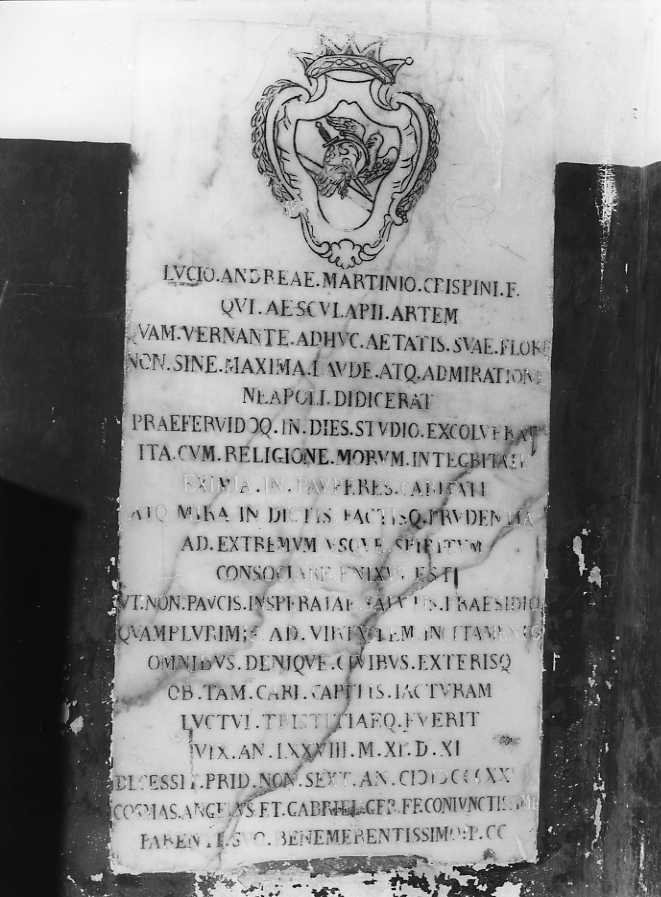 LVCIO.ANDREAE.MARTINIO.CRISPINI.F.
QVI.AESCVLAPII.ARTEM
QVAM.VERNANTE.ADHVC.AETATIS.SVAE.FLORE
NON.SINE.MAXIMA.LAVDE.ATQ.ADMIRATIONE
NEAPOLI.DIDICERAT
PRAEFERVIDOQ.IN.DIES.STVDIO.EXCOLVERAT
ITA.CVM.RELIGIONE.MORVM.INTEGRITATE
EXIMIA.IN.PAVPERES.CARITATE
ATQ.MIRA.IN.DICTIS.FACTISQ.PRVDENTIA
AD.EXTREMVM.VSQVE.SPIRITVM
CONSOCIARE.ENIXVS.EST
VT.NON.PAVCIS.INSPERATAE.SALVTIS.PRAESIDIO
QVAMPLVRIMIS.AD.VIRTVTEM.INCITAMENTO
OMNIBVS.DENIQVE.CIVIBVS.EXTERISQ
OB.TAM.CARI.CAPITIS.IACTVRAM
LVCTVI.TRISTITIAEQ.FVERIT
VIX.AN.LXXVIII.M.XI.D.XI
DECESSIT.PRID.NON.SEXT.AN.
COSMAS.ANGELVS.ET.GABRIEL.GER.FF.CONIVNCTISSIME
PARENTI.SVO.BENEMERENTISSIMO.P.CC